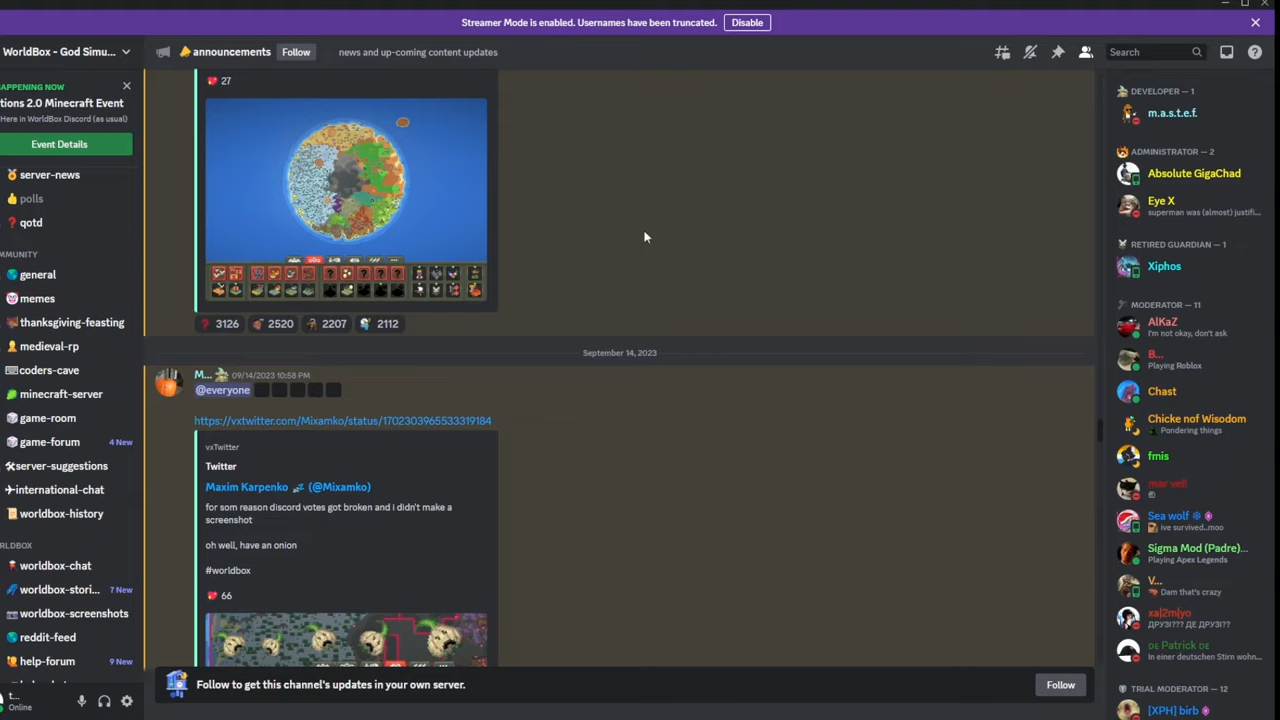 Streamer Mode is enabled. Usernames have been truncated. Disable
WorldBox - God Simu...
announcements Follow news and up-coming content updates
Search
HAPPENING NOW
tions 2.0 Minecraft Event
Here in WorldBox Discord (as usual)
Event Details
server-news
polls
qotd
MMUNITY
general
memes
thanksgiving-feasting
medieval-rp
coders-cave
minecraft-server
game-room
game-forum 4 New
server-suggestions
international-chat
worldbox-history
RLDBOX
worldbox-chat
worldbox-stori... 7 New
worldbox-screenshots
reddit-feed
help-forum 9 New
t...
Online
27
3126 2520 2207 2112
September 14, 2023
M... 09/14/2023 10:58 PM
@everyone
https://vxtwitter.com/Mixamko/status/1702303965533319184
vxTwitter
Twitter
Maxim Karpenko (@Mixamko)
for som reason discord votes got broken and i didn't make a
screenshot
oh well, have an onion
#worldbox
66
Follow to get this channel's updates in your own server. Follow
DEVELOPER — 1
m.a.s.t.e.f.
ADMINISTRATOR — 2
Absolute GigaChad
Eye X
superman was (almost) justifi...
RETIRED GUARDIAN — 1
Xiphos
MODERATOR — 11
AlKaZ
I'm not okay, don't ask
B...
Playing Roblox
Chast
Chicke nof Wisodom
Pondering things
fmis
mar vell
Sea wolf
ive survived..moo
Sigma Mod (Padre)...
Playing Apex Legends
V...
Dam that's crazy
xa|2m|yo
ДРУЗІ??? ДЕ ДРУЗІ??
DE Patrick DE
In einer deutschen Stirn wohn...
TRIAL MODERATOR — 12
[XPH] birb